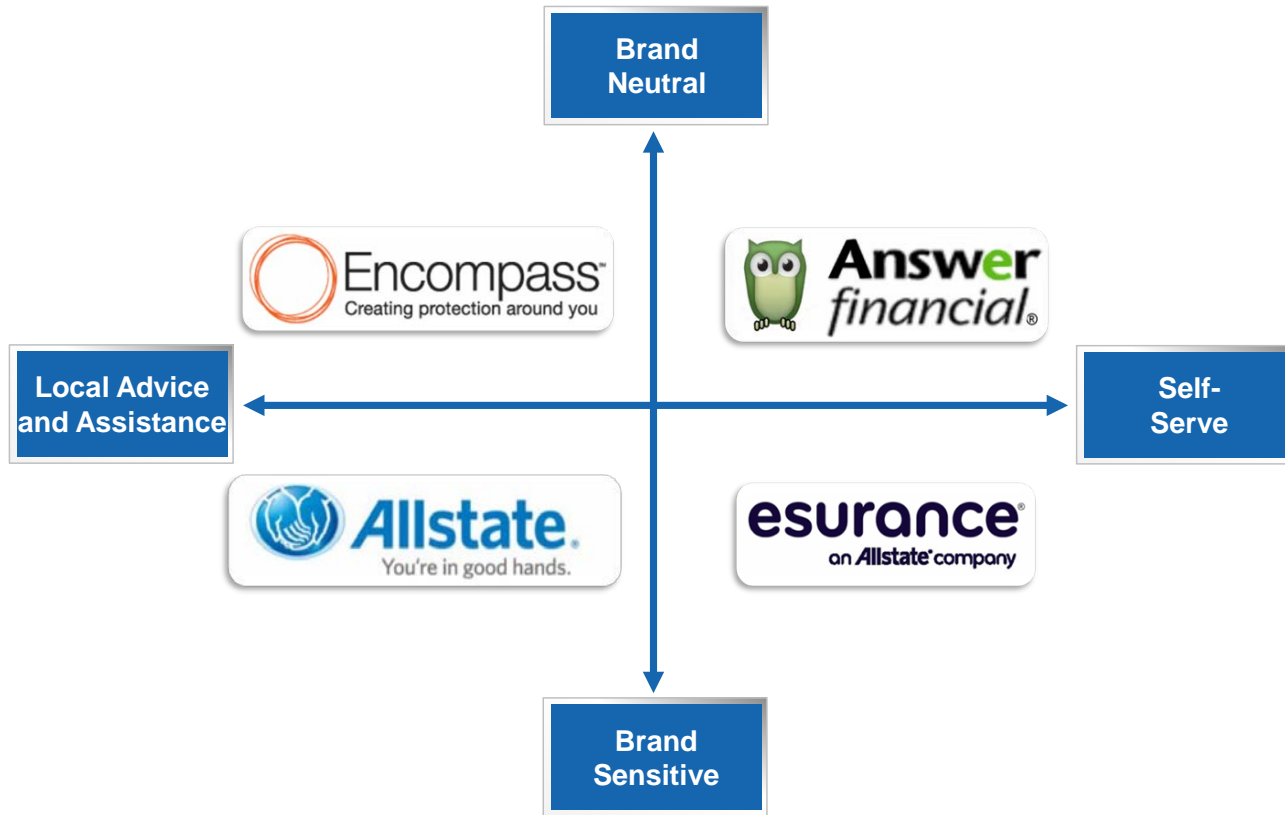 Brand
Neutral
Encompass™
Creating protection around you
Answer
financial®
Local Advice
and Assistance
Self-
Serve
Allstate®
You're in good hands.
esurance®
an Allstate® company
Brand
Sensitive